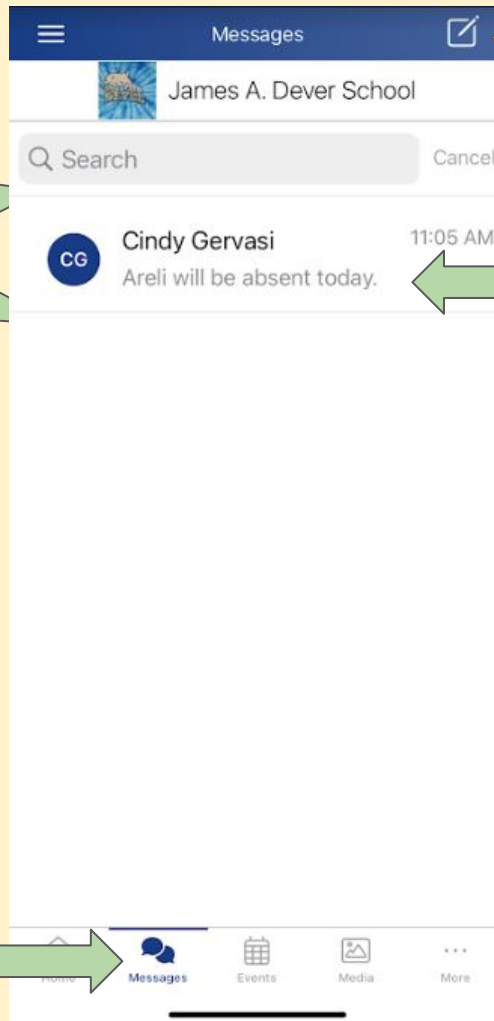 Messages
James A. Dever School
Search
Cancel
Cindy Gervasi
11:05 AM
CG
Areli will be absent today.
Home
Messages
Events
Media
More